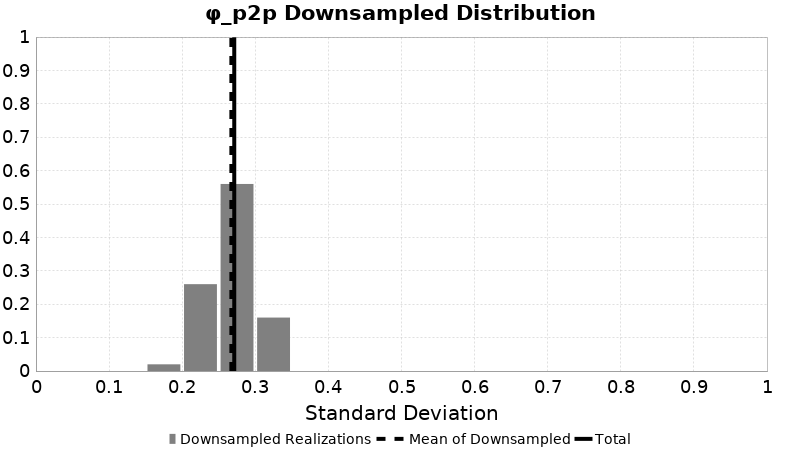 φ_p2p Downsampled Distribution
1
0.9
0.8
0.7
0.6
0.5
0.4
0.3
0.2
0.1
0
0 0.1 0.2 0.3 0.4 0.5 0.6 0.7 0.8 0.9 1
Standard Deviation
Downsampled Realizations Mean of Downsampled Total